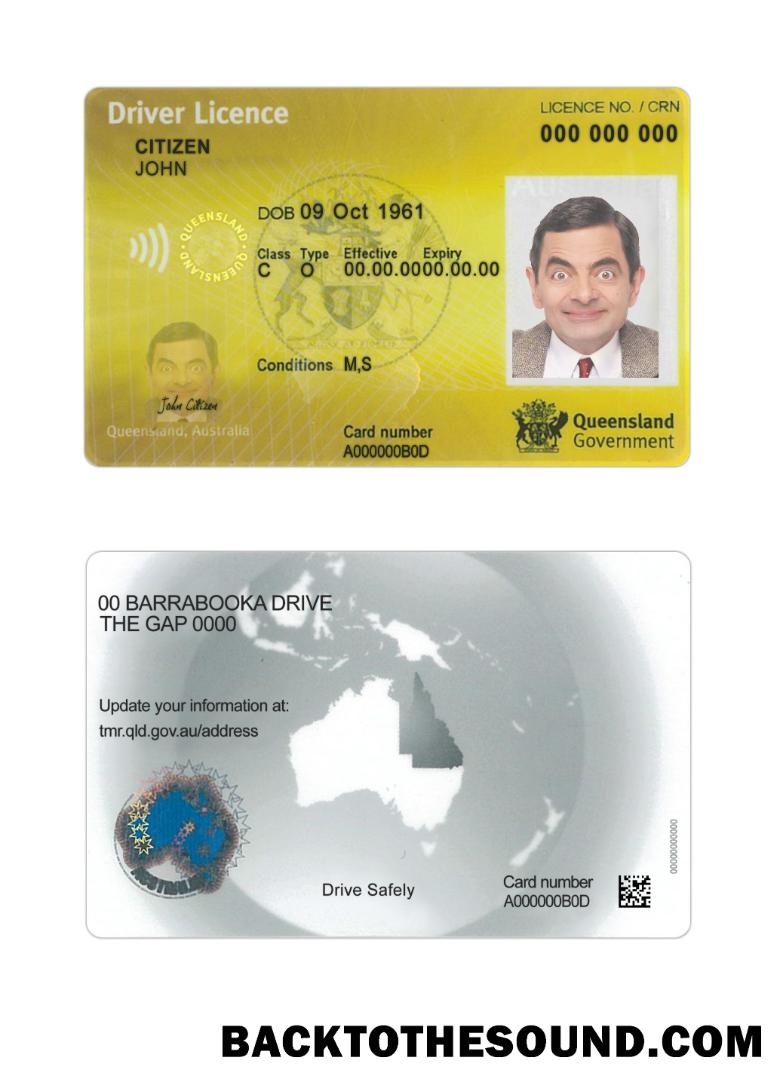 Driver Licence
LICENCE NO. / CRN
CITIZEN
000 000 000
JOHN
Australia
DOB 09 Oct 1961
QUEENSLAND • QUEENSLAND •
Class Type Effective Expiry
C O 00.00.0000.00.00
Conditions M,S
John Citizen
Queensland, Australia
Card number
A000000B0D
Queensland
Government
00 BARRABOOKA DRIVE
THE GAP 0000
Update your information at:
tmr.qld.gov.au/address
AUSTRALIA
Drive Safely
Card number
A000000B0D
BACKTOTHESOUND.COM